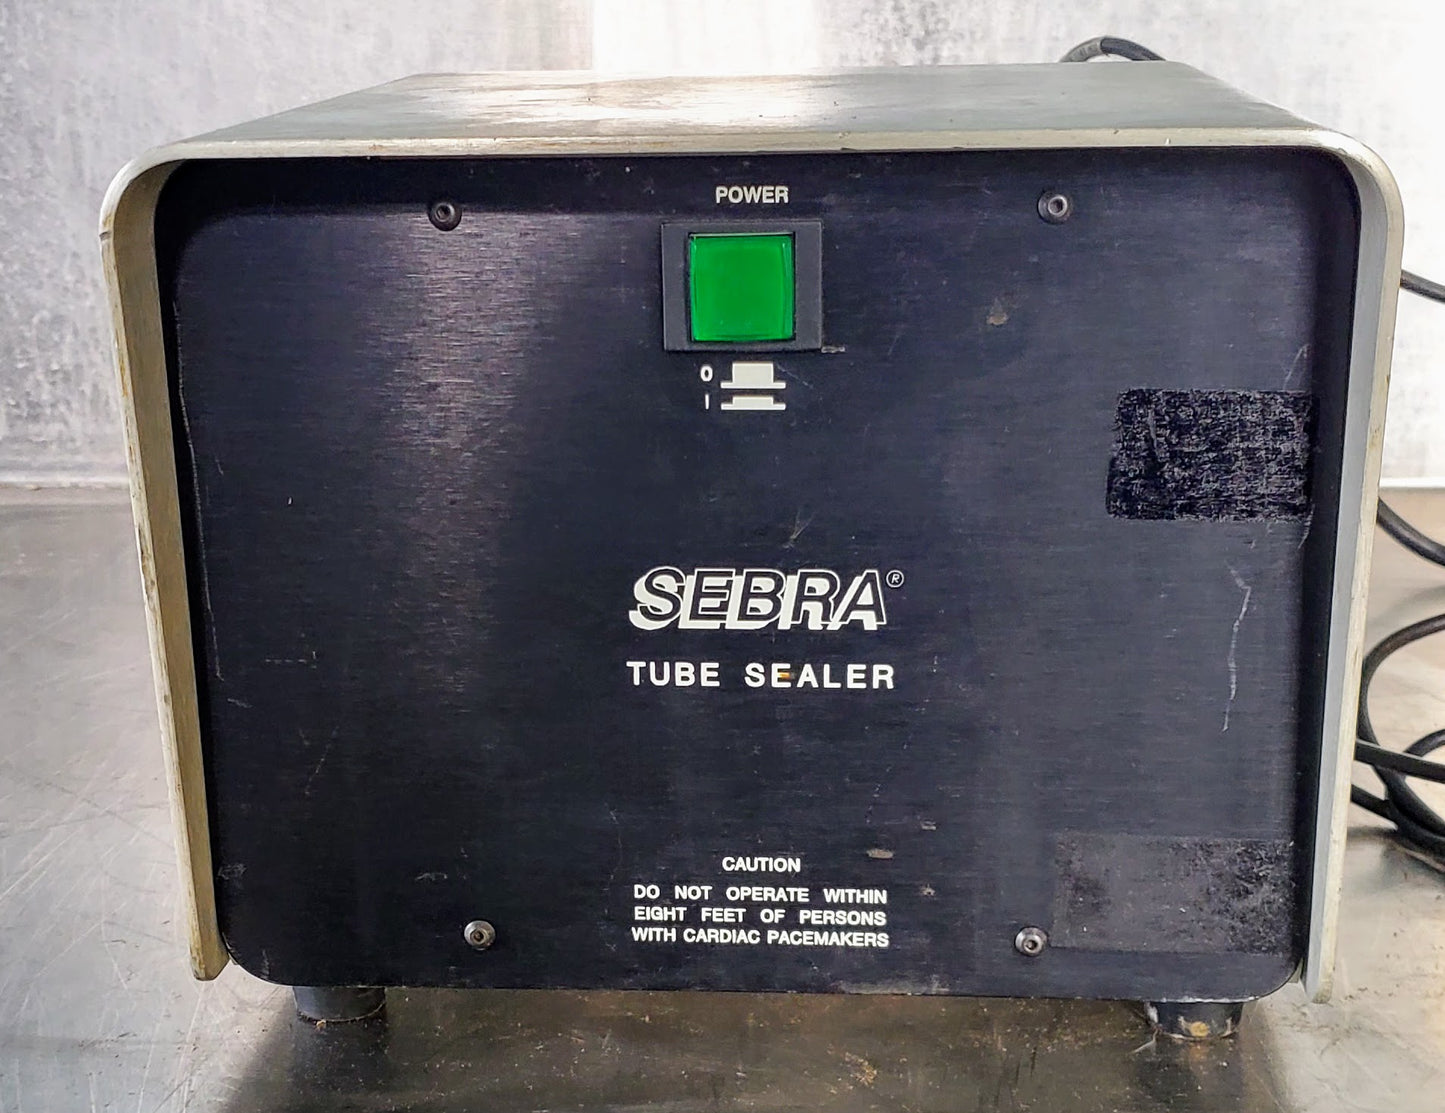 POWER
0
I
SEBRA®
TUBE SEALER
CAUTION
DO NOT OPERATE WITHIN
EIGHT FEET OF PERSONS
WITH CARDIAC PACEMAKERS